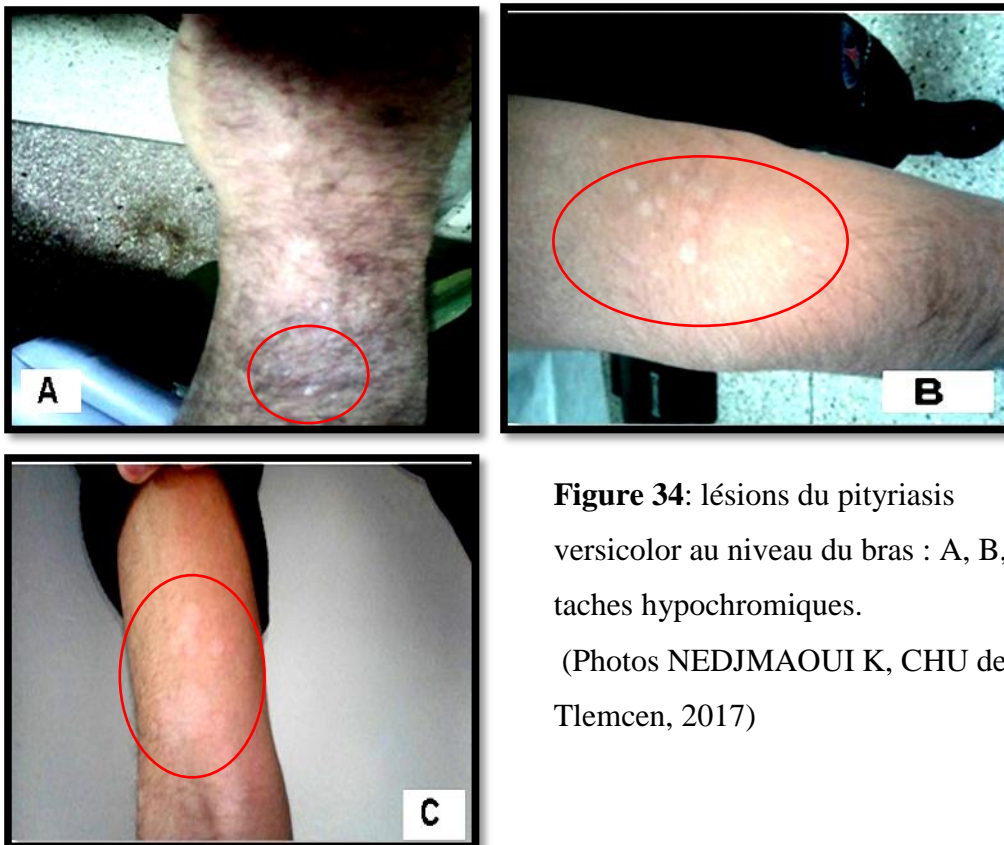 A
B
C
Figure 34: lésions du pityriasis
versicolor au niveau du bras : A, B,
taches hypochromiques.
(Photos NEDJMAOUI K, CHU de
Tlemcen, 2017)